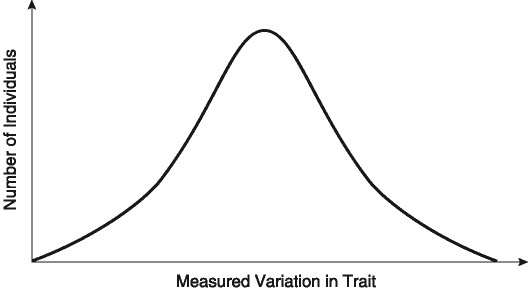 Number of Individuals
Measured Variation in Trait